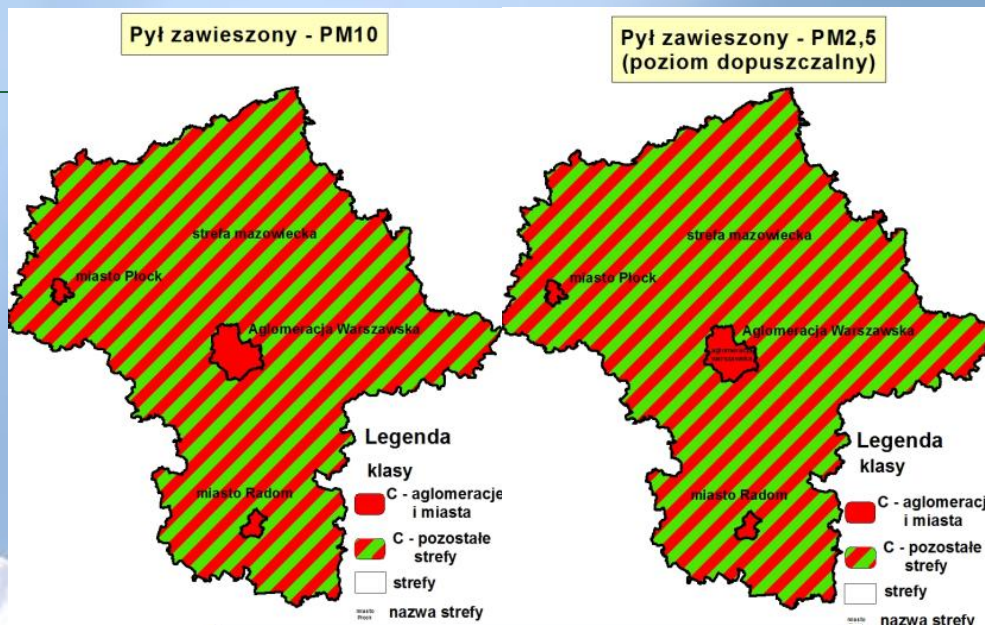 Pył zawieszony - PM10
strefa mazowiecka
miasto Płock
Aglomeracja Warszawska
miasto Radom
Legenda
klasy
C - aglomeracje
i miasta
C - pozostałe
strefy
strefy
miasto
Płock
nazwa strefy
Pył zawieszony - PM2,5
(poziom dopuszczalny)
strefa mazowiecka
miasto Płock
Aglomeracja Warszawska
miasto Radom
Legenda
klasy
C - aglomeracj
i miasta
C - pozostałe
strefy
strefy
nazwa strefy